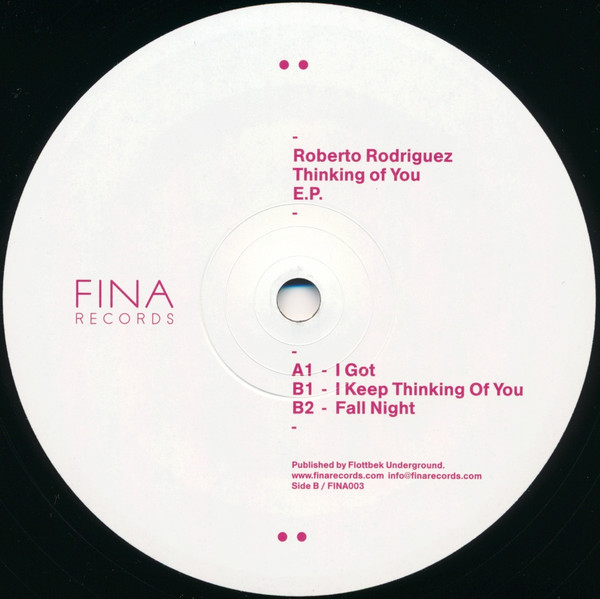 Roberto Rodriguez
Thinking of You
E.P.
-
FINA
RECORDS
-
A1 - I Got
B1 - I Keep Thinking Of You
B2 - Fall Night
-
Published by Flottbek Underground.
www.finarecords.com info@finarecords.com
Side B / FINA003